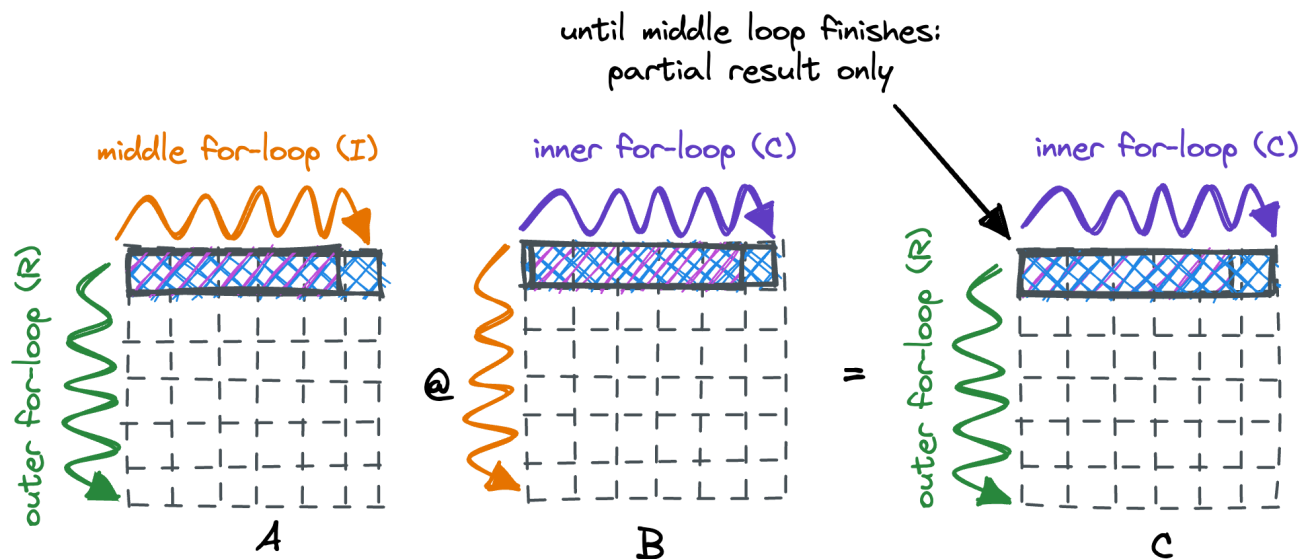 until middle loop finishes:
partial result only
middle for-loop (I)
inner for-loop (C)
inner for-loop (C)
outer for-loop (R)
@
=
outer for-loop (R)
A
B
C